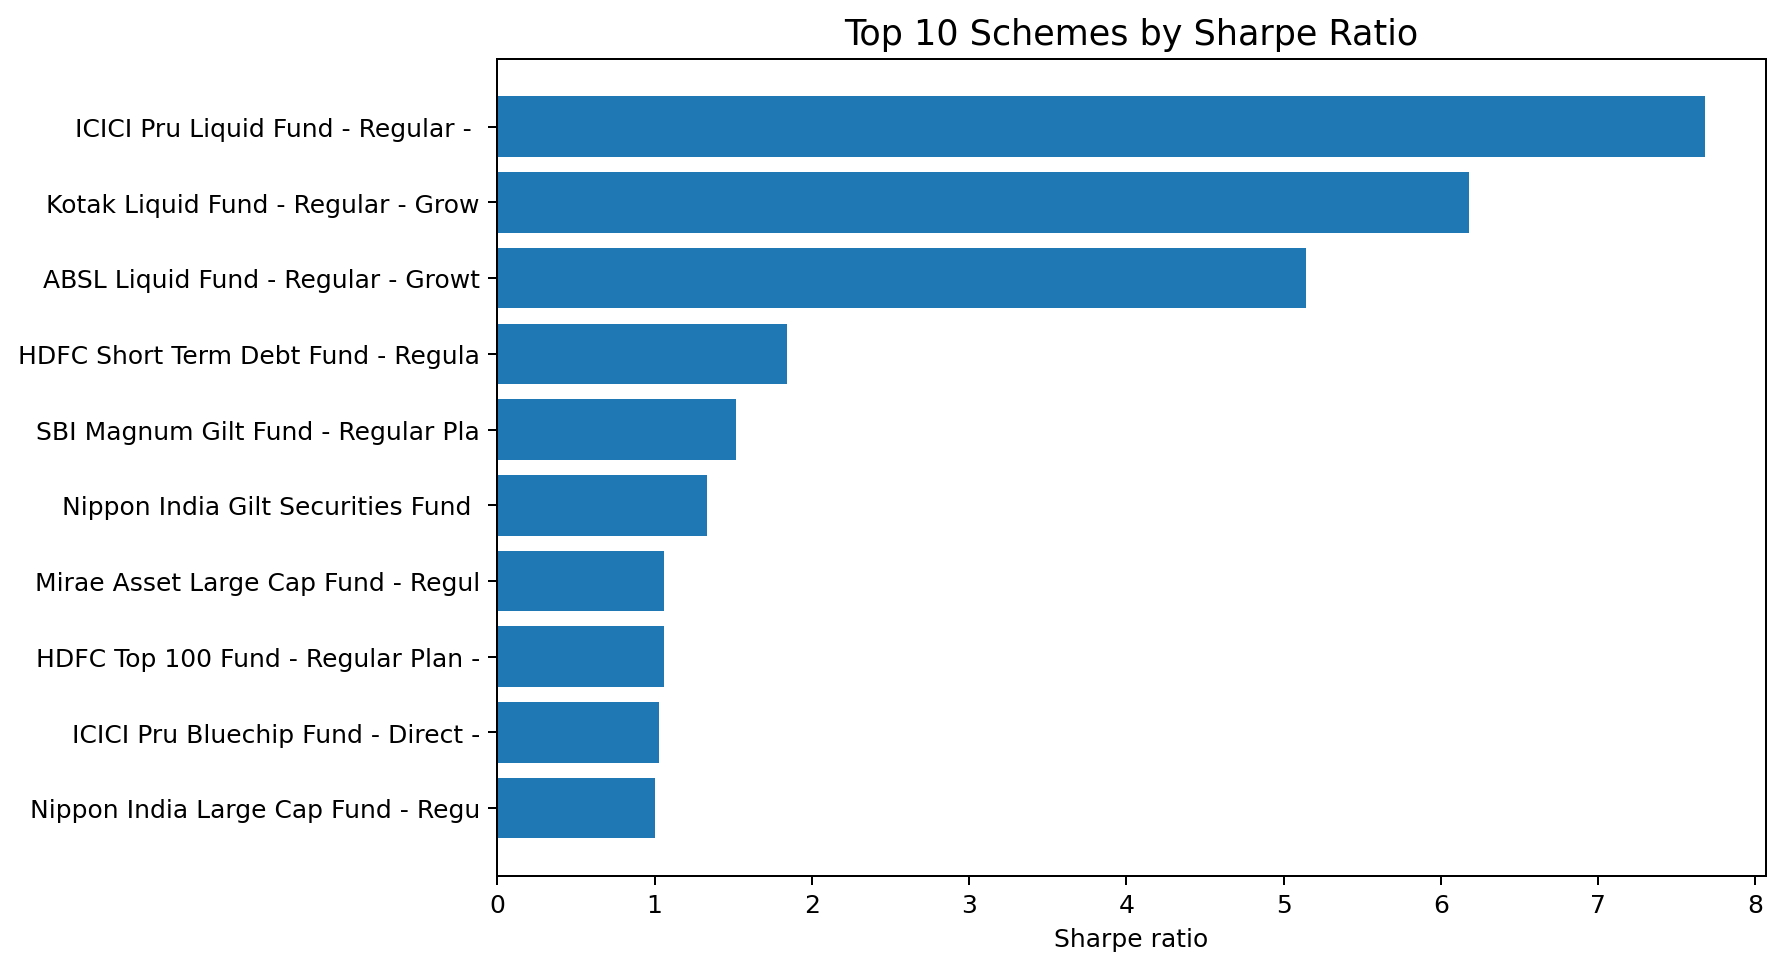 Top 10 Schemes by Sharpe Ratio
ICICI Pru Liquid Fund - Regular -
Kotak Liquid Fund - Regular - Grow
ABSL Liquid Fund - Regular - Growt
HDFC Short Term Debt Fund - Regula
SBI Magnum Gilt Fund - Regular Pla
Nippon India Gilt Securities Fund
Mirae Asset Large Cap Fund - Regul
HDFC Top 100 Fund - Regular Plan -
ICICI Pru Bluechip Fund - Direct -
Nippon India Large Cap Fund - Regu
0 1 2 3 4 5 6 7 8
Sharpe ratio